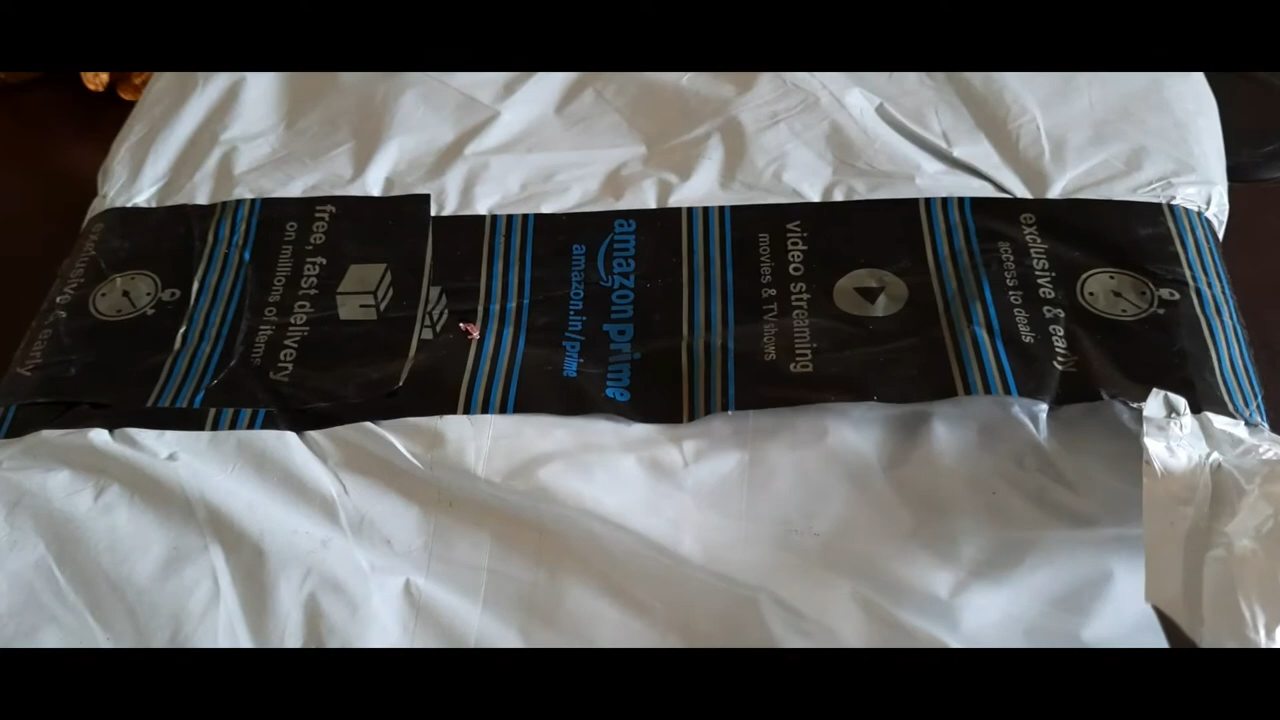 exclusive & early
free, fast delivery
on millions of items
amazon prime
amazon.in/prime
video streaming
movies & TV shows
exclusive & early
access to deals